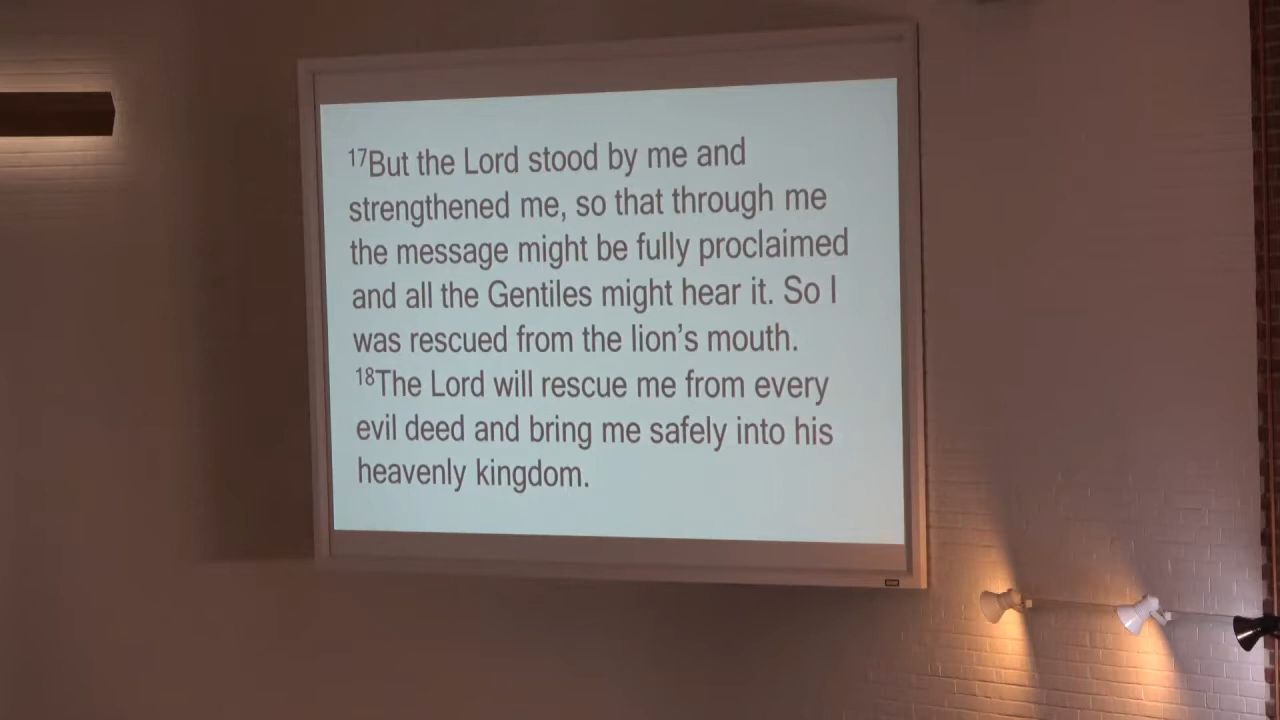 17But the Lord stood by me and
strengthened me, so that through me
the message might be fully proclaimed
and all the Gentiles might hear it. So I
was rescued from the lion’s mouth.
18The Lord will rescue me from every
evil deed and bring me safely into his
heavenly kingdom.